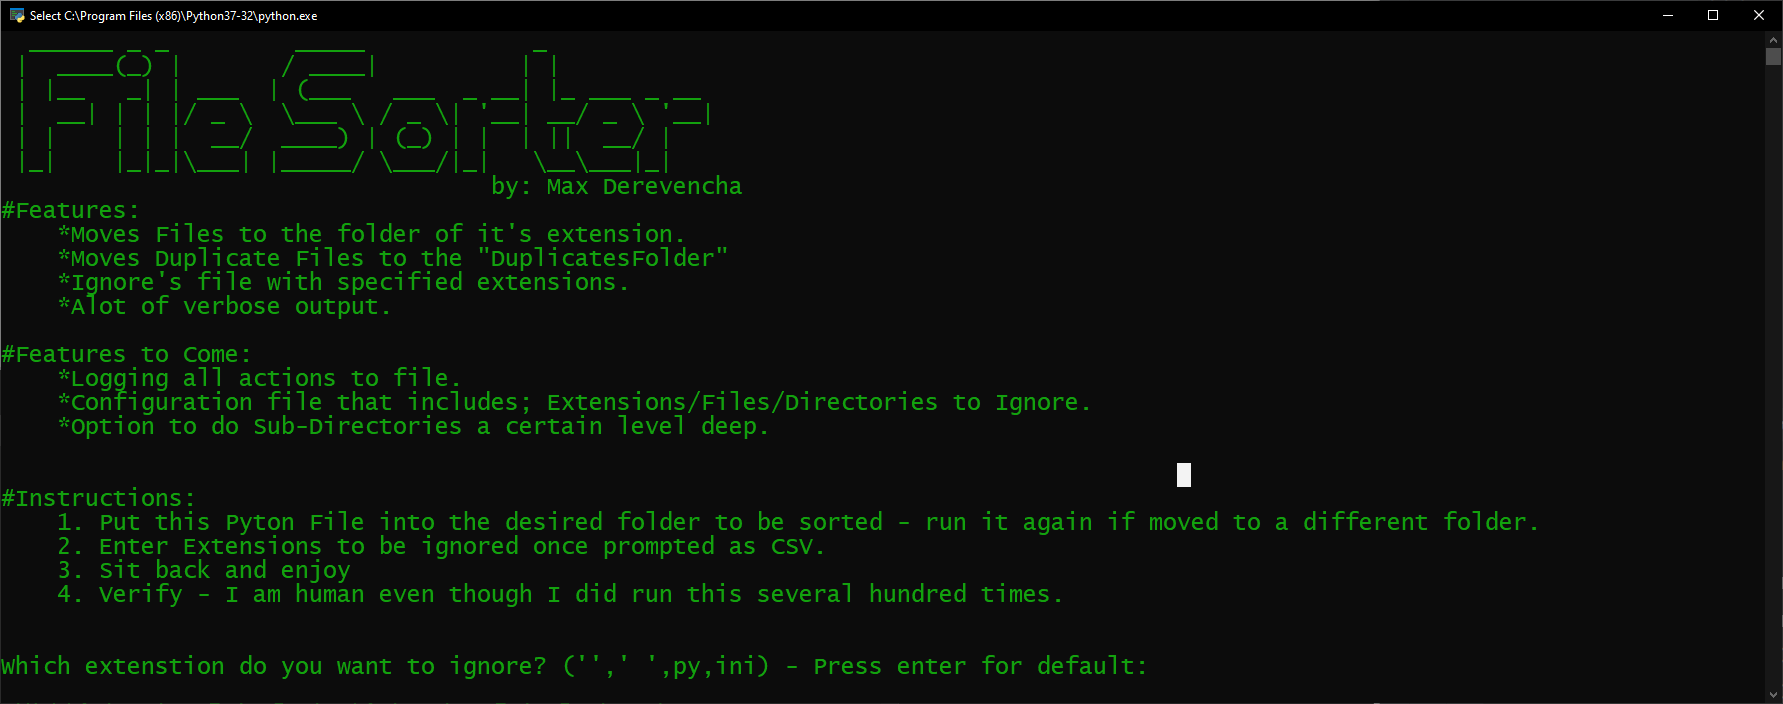 Select C:\Program Files (x86)\Python37-32\python.exe
File Sorter
by: Max Derevencha
#Features:
*Moves Files to the folder of it's extension.
*Moves Duplicate Files to the "DuplicatesFolder"
*Ignore's file with specified extensions.
*Alot of verbose output.
#Features to Come:
*Logging all actions to file.
*Configuration file that includes; Extensions/Files/Directories to Ignore.
*Option to do Sub-Directories a certain level deep.
#Instructions:
1. Put this Pyton File into the desired folder to be sorted - run it again if moved to a different folder.
2. Enter Extensions to be ignored once prompted as CSV.
3. Sit back and enjoy
4. Verify - I am human even though I did run this several hundred times.
Which extenstion do you want to ignore? ('',' ',py,ini) - Press enter for default: